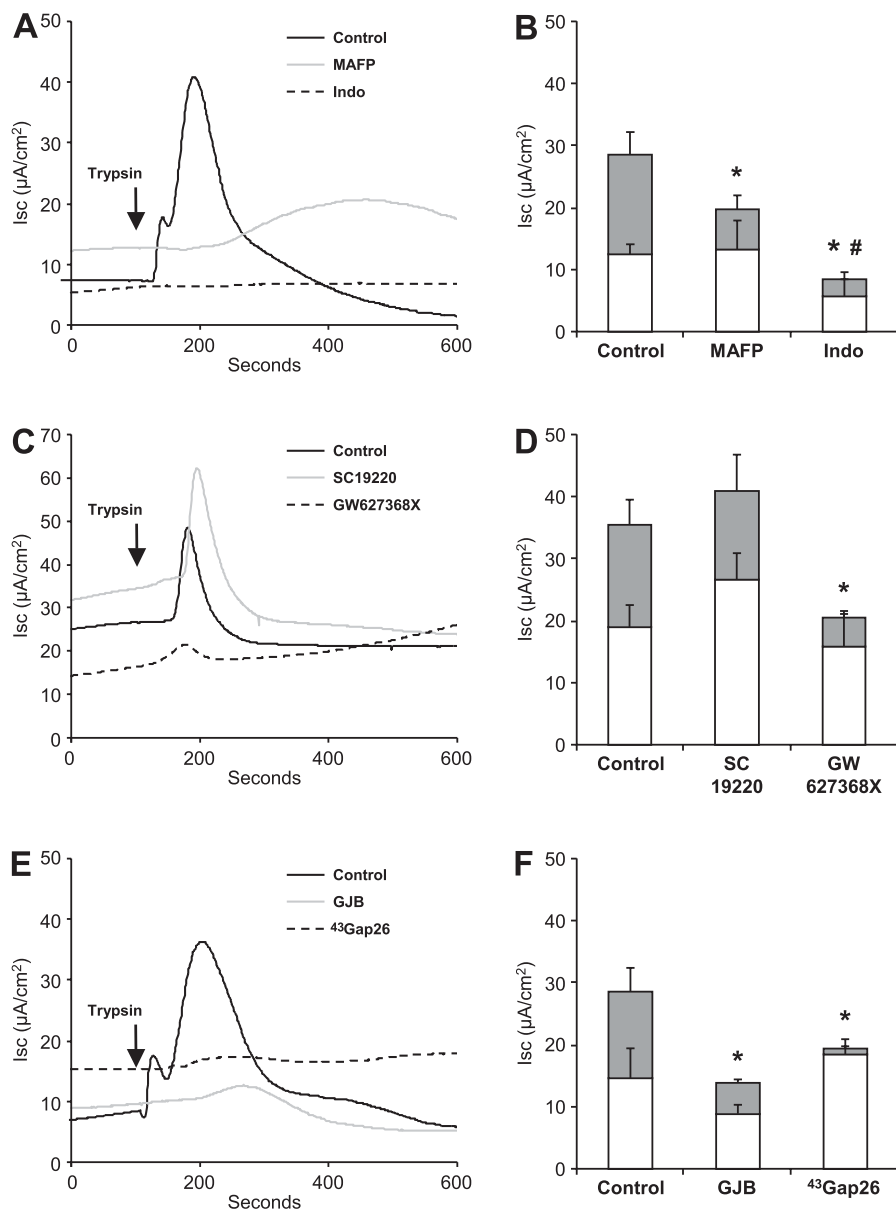 A
50
40
30
20
10
0
Isc (µA/cm²)
Control
MAFP
Indo
Trypsin
0 200 400 600
Seconds
B
50
40
30
20
10
0
Isc (µA/cm²)
*
* #
Control MAFP Indo
C
70
60
50
40
30
20
10
0
Isc (µA/cm²)
Control
SC19220
GW627368X
Trypsin
0 200 400 600
Seconds
D
50
40
30
20
10
0
Isc (µA/cm²)
*
Control SC GW
19220 627368X
E
50
40
30
20
10
0
Isc (µA/cm²)
Control
GJB
⁴³Gap26
Trypsin
0 200 400 600
Seconds
F
50
40
30
20
10
0
Isc (µA/cm²)
*
*
Control GJB ⁴³Gap26